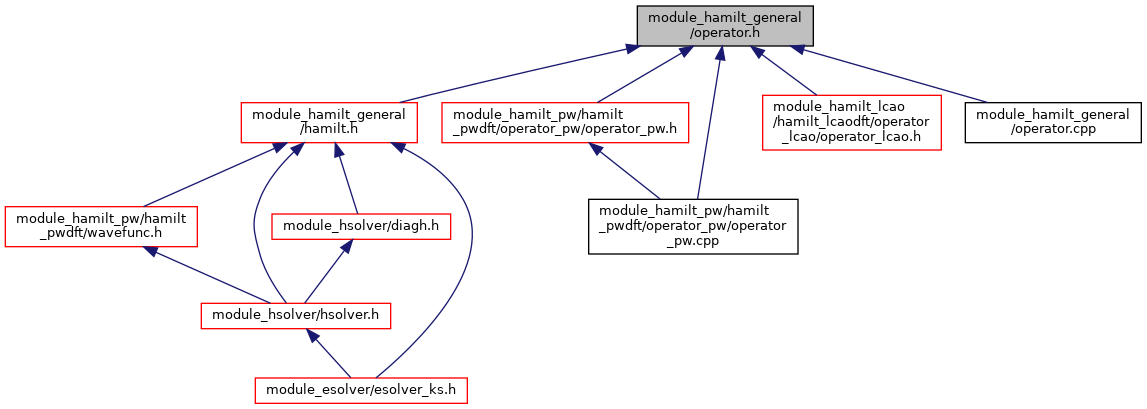 module_hamilt_general
/operator.h
module_hamilt_general
/hamilt.h
module_hamilt_pw/hamilt
_pwdft/operator_pw/operator_pw.h
module_hamilt_lcao
/hamilt_lcaodft/operator
_lcao/operator_lcao.h
module_hamilt_general
/operator.cpp
module_hamilt_pw/hamilt
_pwdft/wavefunc.h
module_hsolver/diagh.h
module_hamilt_pw/hamilt
_pwdft/operator_pw/operator
_pw.cpp
module_hsolver/hsolver.h
module_esolver/esolver_ks.h